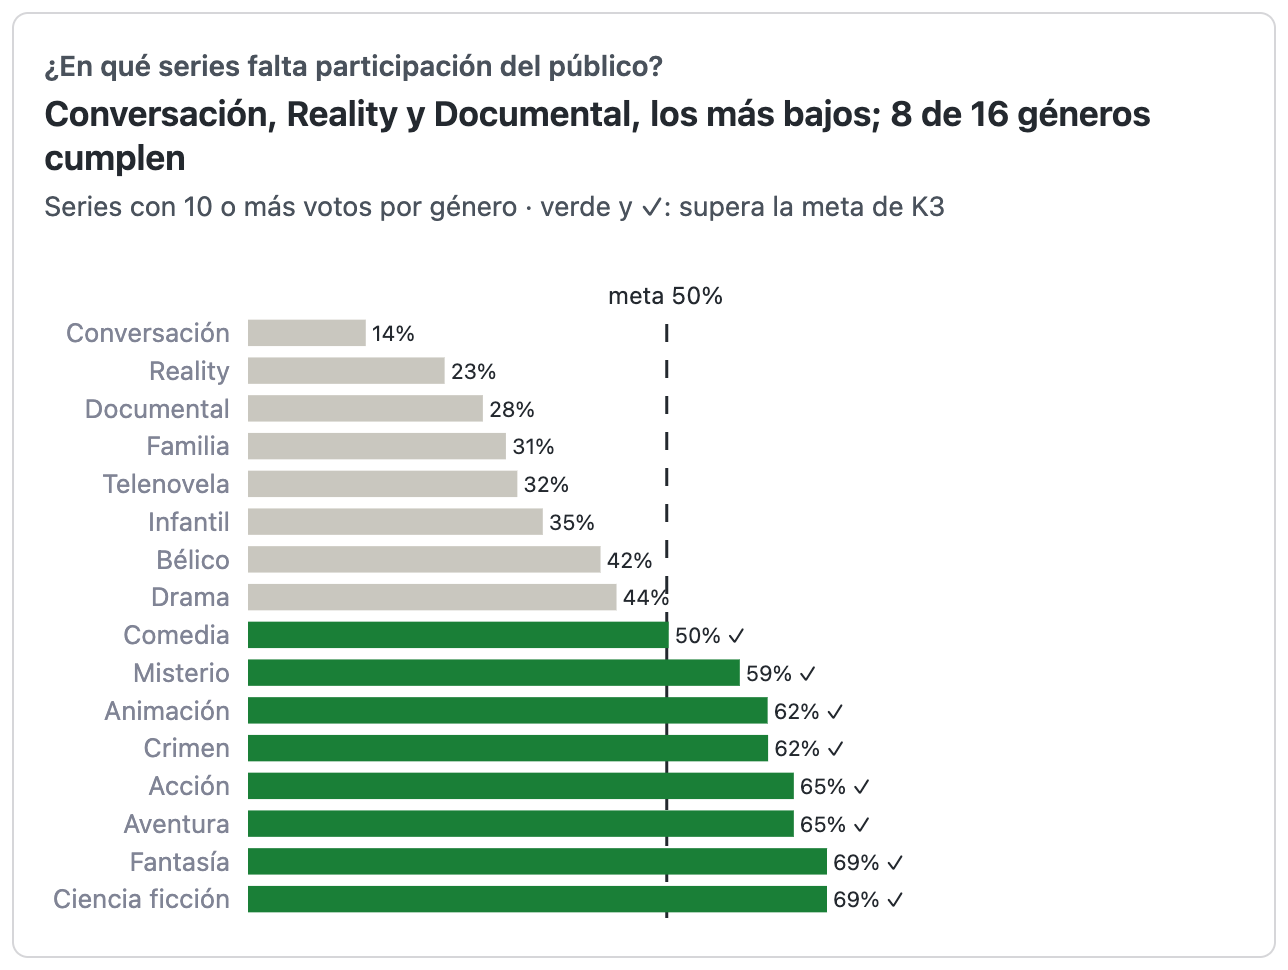 ¿En qué series falta participación del público?
Conversación, Reality y Documental, los más bajos; 8 de 16 géneros
cumplen
Series con 10 o más votos por género · verde y ✓: supera la meta de K3
meta 50%
Conversación 14%
Reality 23%
Documental 28%
Familia 31%
Telenovela 32%
Infantil 35%
Bélico 42%
Drama 44%
Comedia 50% ✓
Misterio 59% ✓
Animación 62% ✓
Crimen 62% ✓
Acción 65% ✓
Aventura 65% ✓
Fantasía 69% ✓
Ciencia ficción 69% ✓